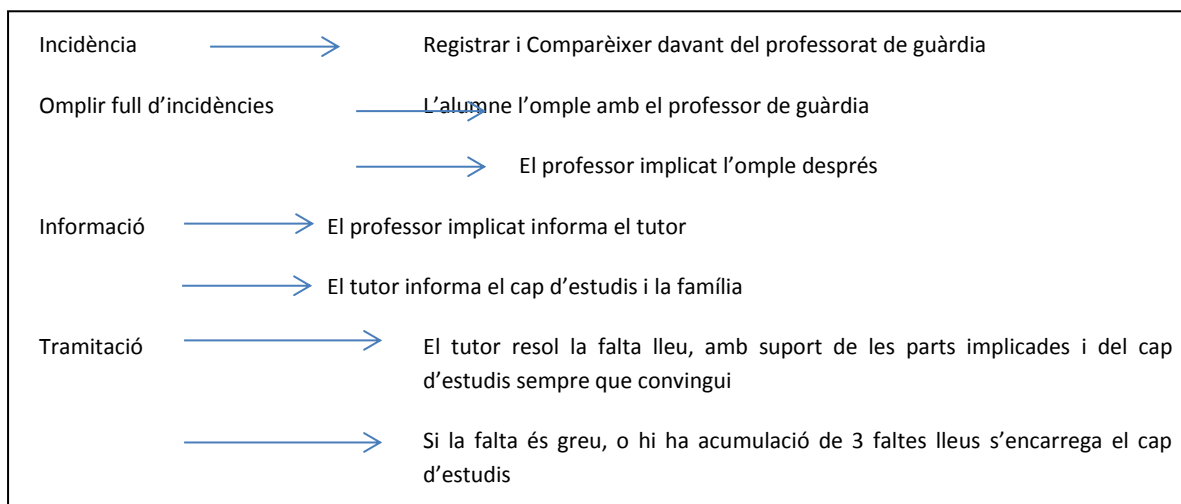 Incidència Registrar i Comparèixer davant del professorat de guàrdia
Omplir full d’incidències L’alumne l’omple amb el professor de guàrdia
El professor implicat l’omple després
Informació El professor implicat informa el tutor
El tutor informa el cap d’estudis i la família
Tramitació El tutor resol la falta lleu, amb suport de les parts implicades i del cap
d’estudis sempre que convingui
Si la falta és greu, o hi ha acumulació de 3 faltes lleus s’encarrega el cap
d’estudis